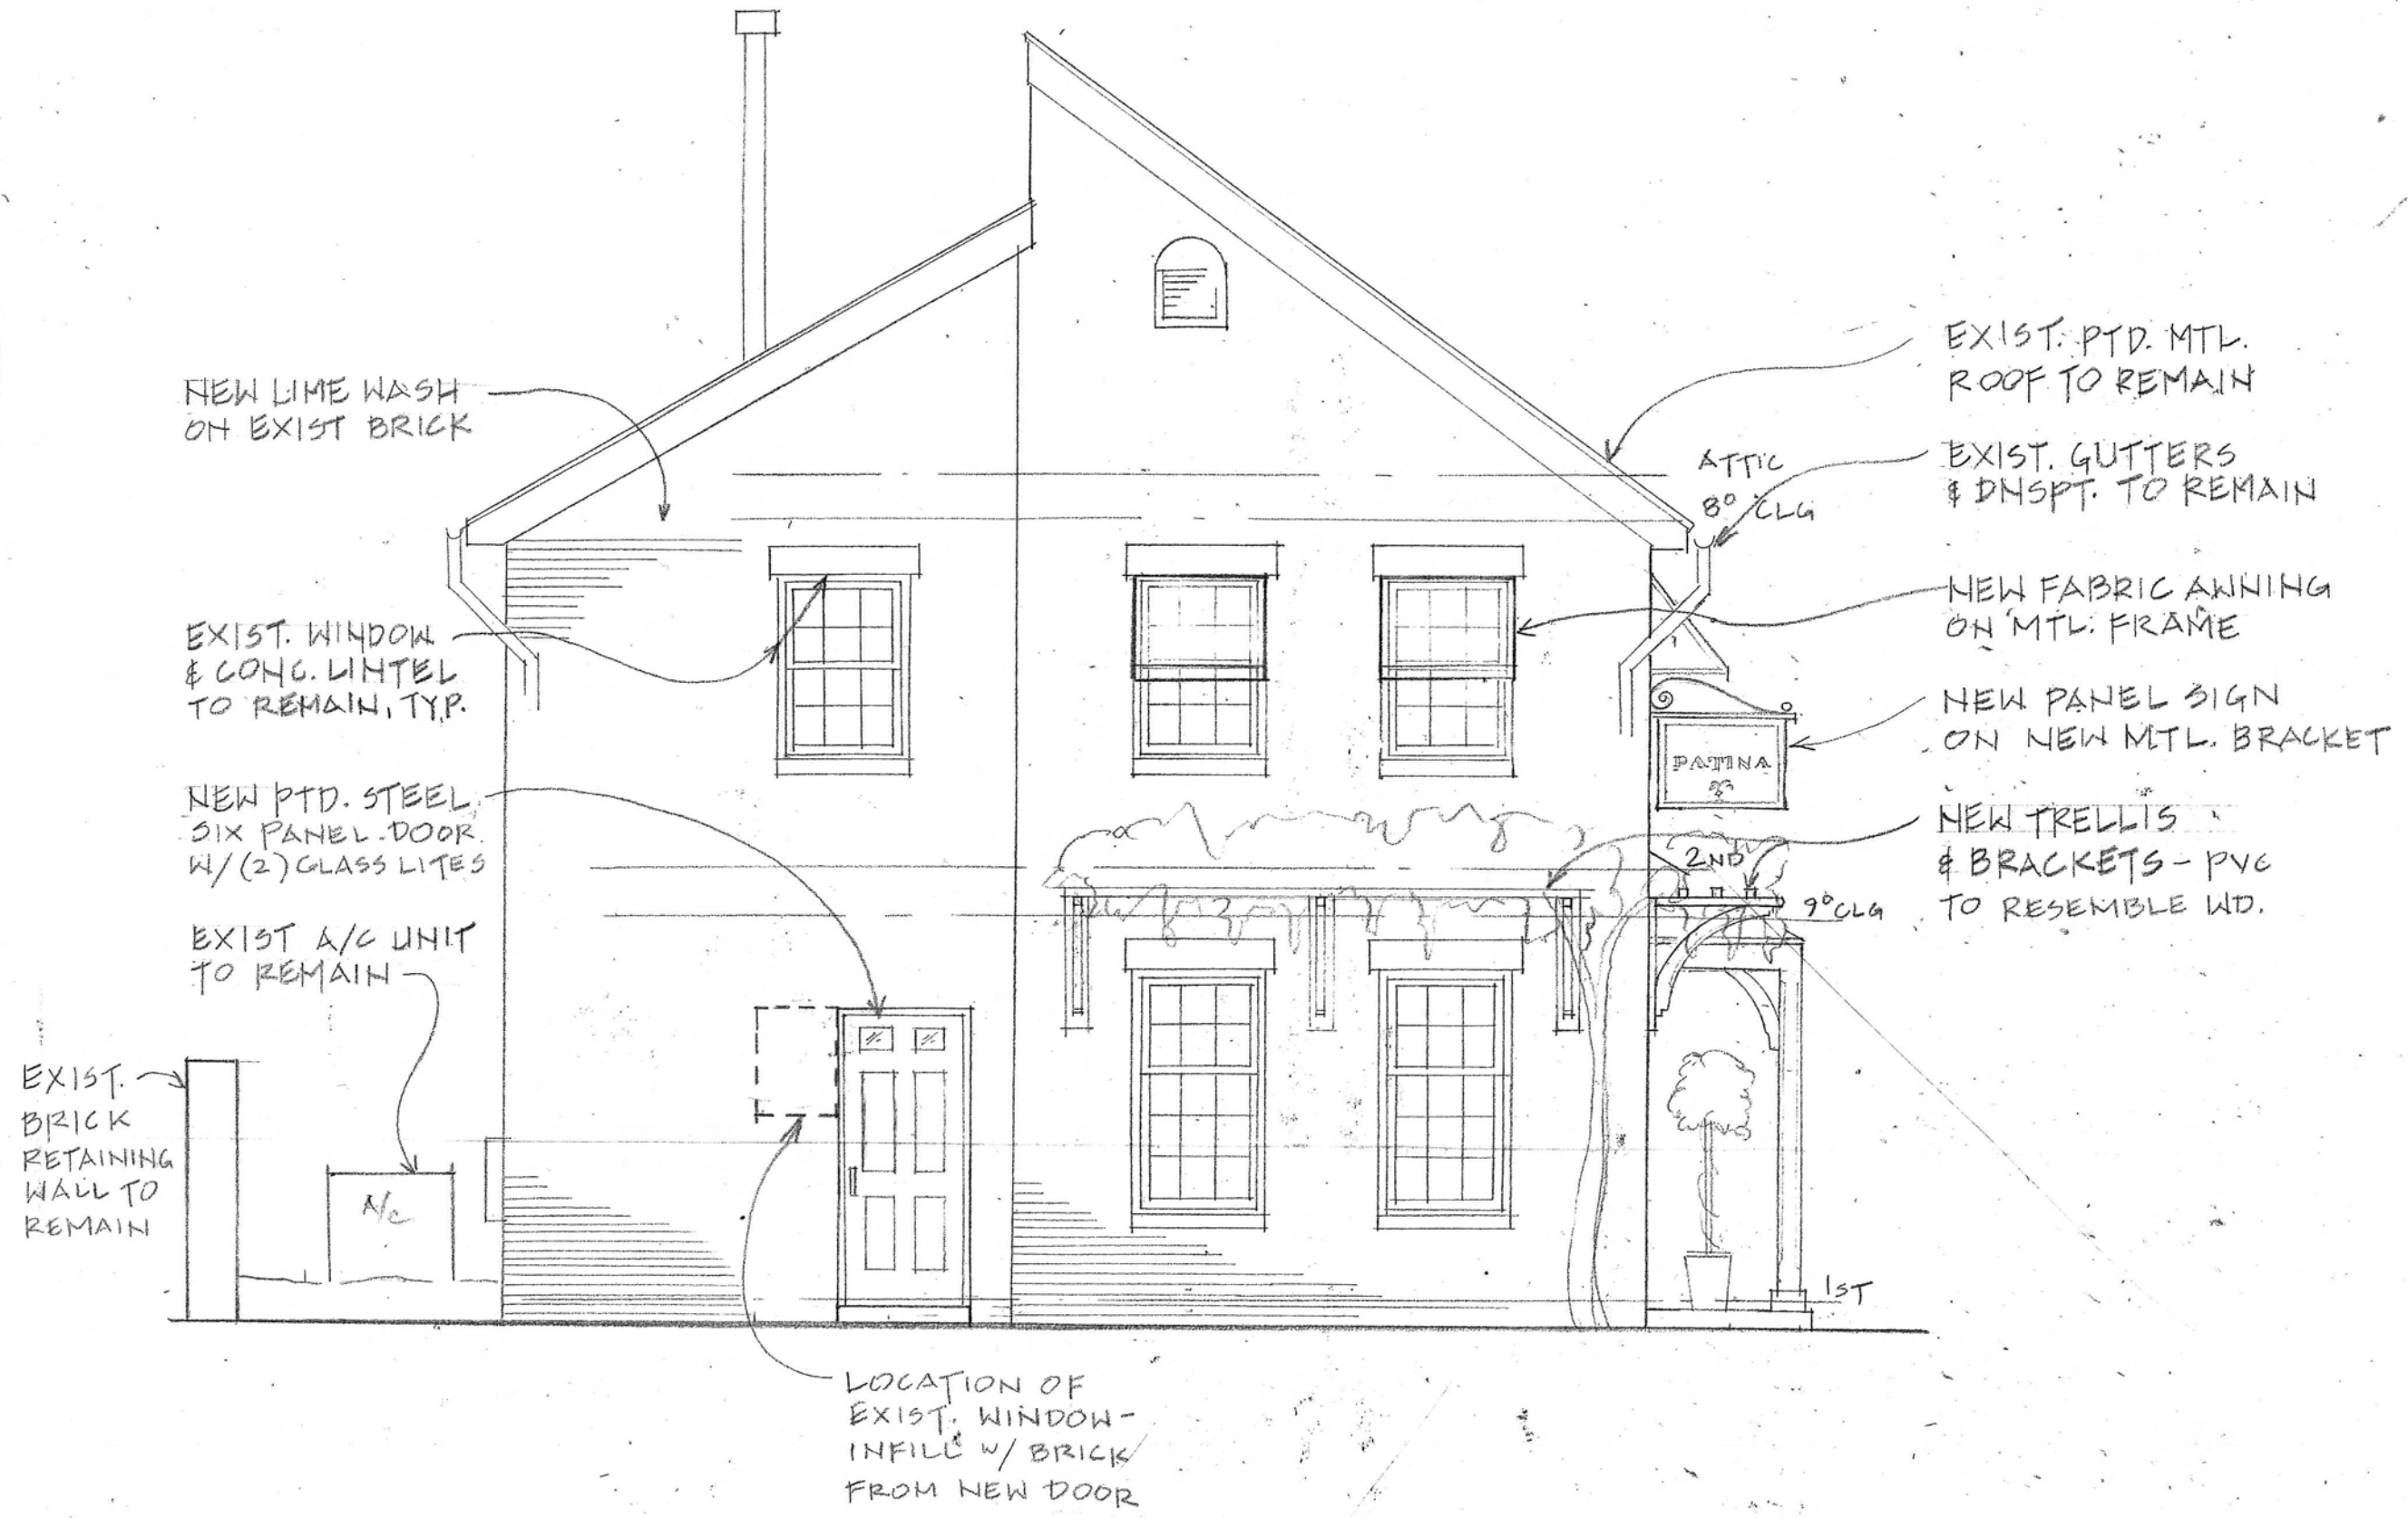 NEW LIME WASH
ON EXIST BRICK
EXIST. WINDOW
& CONC. LINTEL
TO REMAIN, TYP.
NEW PTD. STEEL
SIX PANEL DOOR
W/(2) GLASS LITES
EXIST A/C UNIT
TO REMAIN
EXIST.
BRICK
RETAINING
WALL TO
REMAIN
A/C
LOCATION OF
EXIST. WINDOW-
INFILL W/ BRICK
FROM NEW DOOR
ATTIC
8⁰ CLG
PATINA
2ND
9⁰ CLG
1ST
EXIST. PTD. MTL.
ROOF TO REMAIN
EXIST. GUTTERS
& DNSPT. TO REMAIN
NEW FABRIC AWNING
ON MTL. FRAME
NEW PANEL SIGN
ON NEW MTL. BRACKET
NEW TRELLIS
& BRACKETS - PVC
TO RESEMBLE WD.